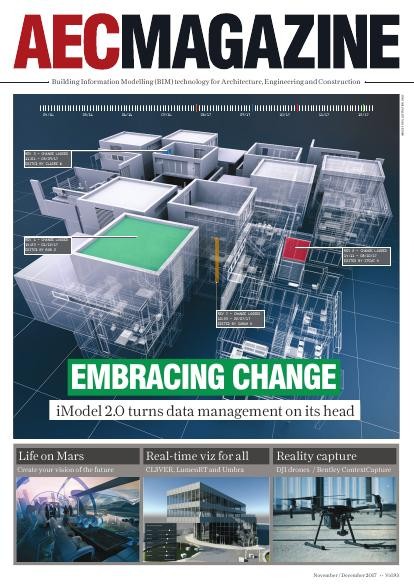 AECMAGAZINE
Building Information Modelling (BIM) technology for Architecture, Engineering and Construction
EMBRACING CHANGE
iModel 2.0 turns data management on its head
Life on Mars
Create your vision of the future
Real-time viz for all
CL3VER, LumenRT and Umbra
Reality capture
DJI drones / Bentley ContextCapture
November / December 2017